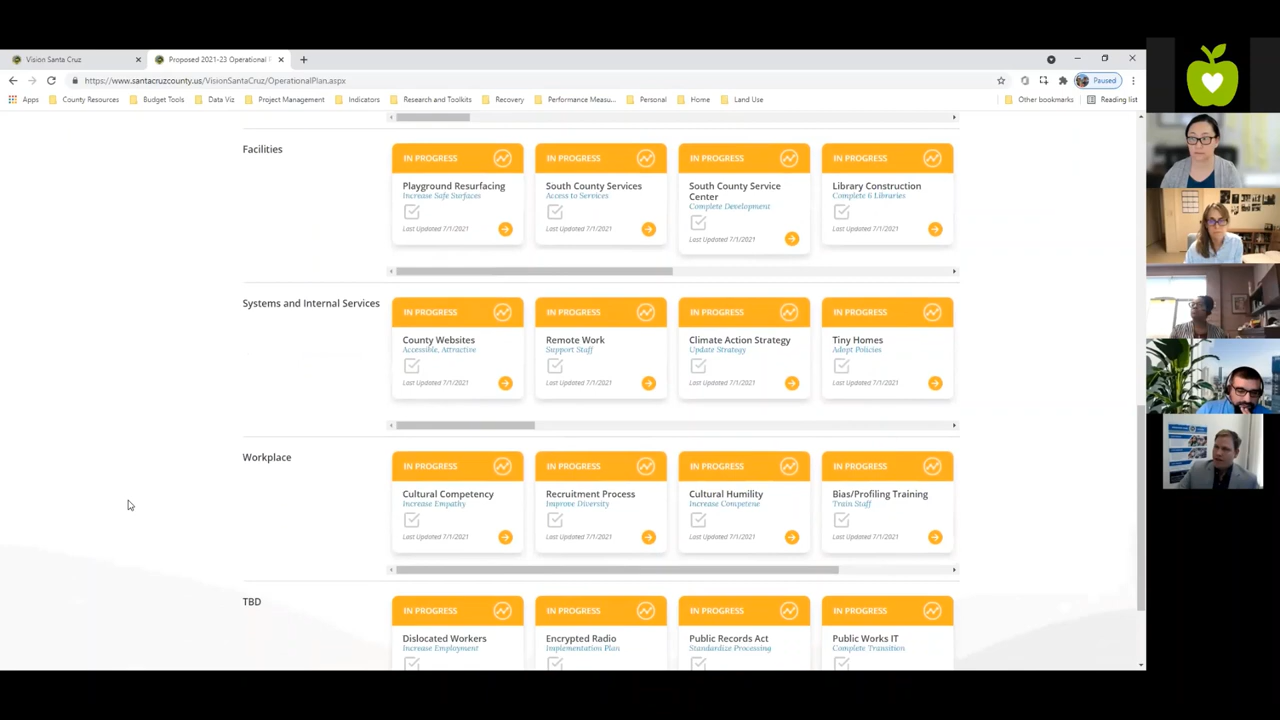 Vision Santa Cruz
Proposed 2021-23 Operational
https://www.santacruzcounty.us/VisionSantaCruz/OperationalPlan.aspx
Paused
Apps
County Resources
Budget Tools
Data Viz
Project Management
Indicators
Research and Toolkits
Recovery
Performance Measu...
Personal
Home
Land Use
Other bookmarks
Reading list
Facilities
IN PROGRESS
Playground Resurfacing
Increase Safe Surfaces
Last Updated 7/1/2021
IN PROGRESS
South County Services
Access to Services
Last Updated 7/1/2021
IN PROGRESS
South County Service
Center
Complete Development
Last Updated 7/1/2021
IN PROGRESS
Library Construction
Complete 6 Libraries
Last Updated 7/1/2021
Systems and Internal Services
IN PROGRESS
County Websites
Accessible, Attractive
Last Updated 7/1/2021
IN PROGRESS
Remote Work
Support Staff
Last Updated 7/1/2021
IN PROGRESS
Climate Action Strategy
Update Strategy
Last Updated 7/1/2021
IN PROGRESS
Tiny Homes
Adopt Policies
Last Updated 7/1/2021
Workplace
IN PROGRESS
Cultural Competency
Increase Empathy
Last Updated 7/1/2021
IN PROGRESS
Recruitment Process
Improve Diversity
Last Updated 7/1/2021
IN PROGRESS
Cultural Humility
Increase Competene
Last Updated 7/1/2021
IN PROGRESS
Bias/Profiling Training
Train Staff
Last Updated 7/1/2021
TBD
IN PROGRESS
Dislocated Workers
Increase Employment
IN PROGRESS
Encrypted Radio
Implementation Plan
IN PROGRESS
Public Records Act
Standardize Processing
IN PROGRESS
Public Works IT
Complete Transition